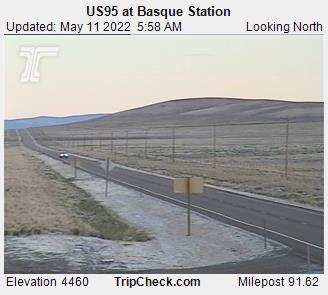 US95 at Basque Station
Updated: May 11 2022 5:58 AM Looking North
Elevation 4460 TripCheck.com Milepost 91.62